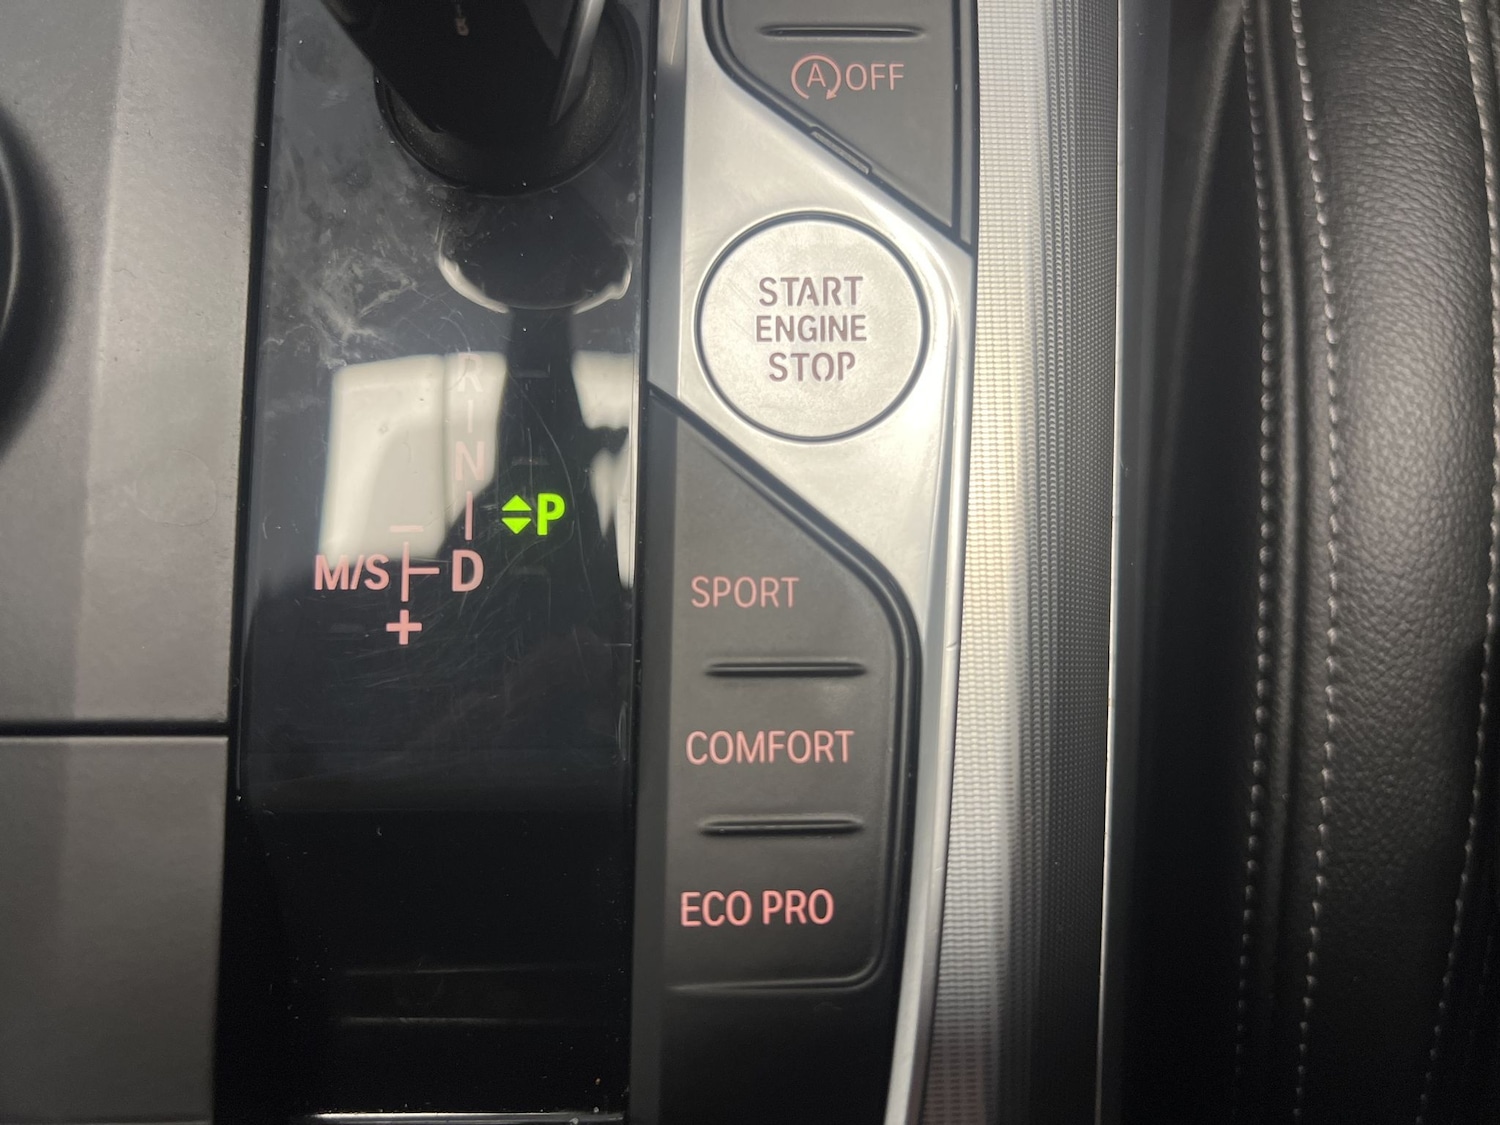 A OFF
START
ENGINE
STOP
R
N
P
M/S D
−
+
SPORT
COMFORT
ECO PRO